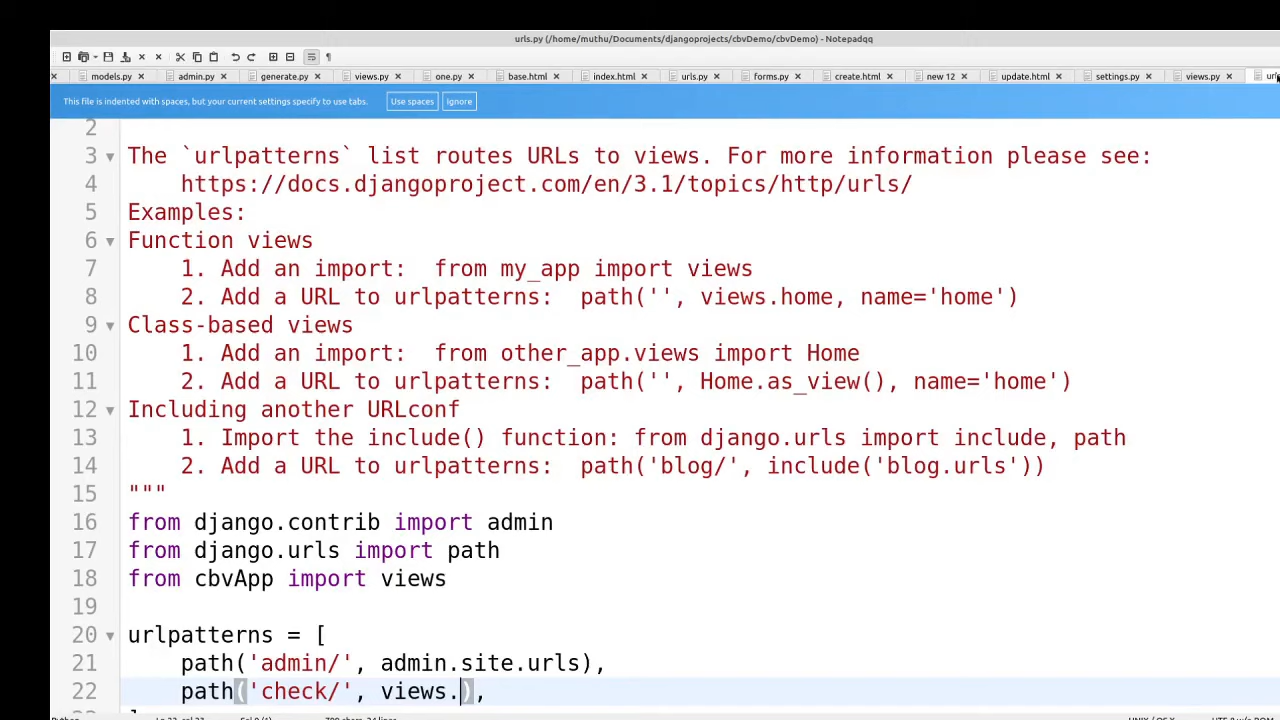 urls.py (/home/muthu/Documents/djangoprojects/cbvDemo/cbvDemo) - Notepadqq
models.py admin.py generate.py views.py one.py base.html index.html urls.py forms.py create.html new 12 update.html settings.py views.py
This file is indented with spaces, but your current settings specify to use tabs. Use spaces Ignore
2
3 The `urlpatterns` list routes URLs to views. For more information please see:
4 https://docs.djangoproject.com/en/3.1/topics/http/urls/
5 Examples:
6 Function views
7 1. Add an import:  from my_app import views
8 2. Add a URL to urlpatterns:  path('', views.home, name='home')
9 Class-based views
10 1. Add an import:  from other_app.views import Home
11 2. Add a URL to urlpatterns:  path('', Home.as_view(), name='home')
12 Including another URLconf
13 1. Import the include() function: from django.urls import include, path
14 2. Add a URL to urlpatterns:  path('blog/', include('blog.urls'))
15 """
16 from django.contrib import admin
17 from django.urls import path
18 from cbvApp import views
19
20 urlpatterns = [
21 path('admin/', admin.site.urls),
22 path('check/', views.),